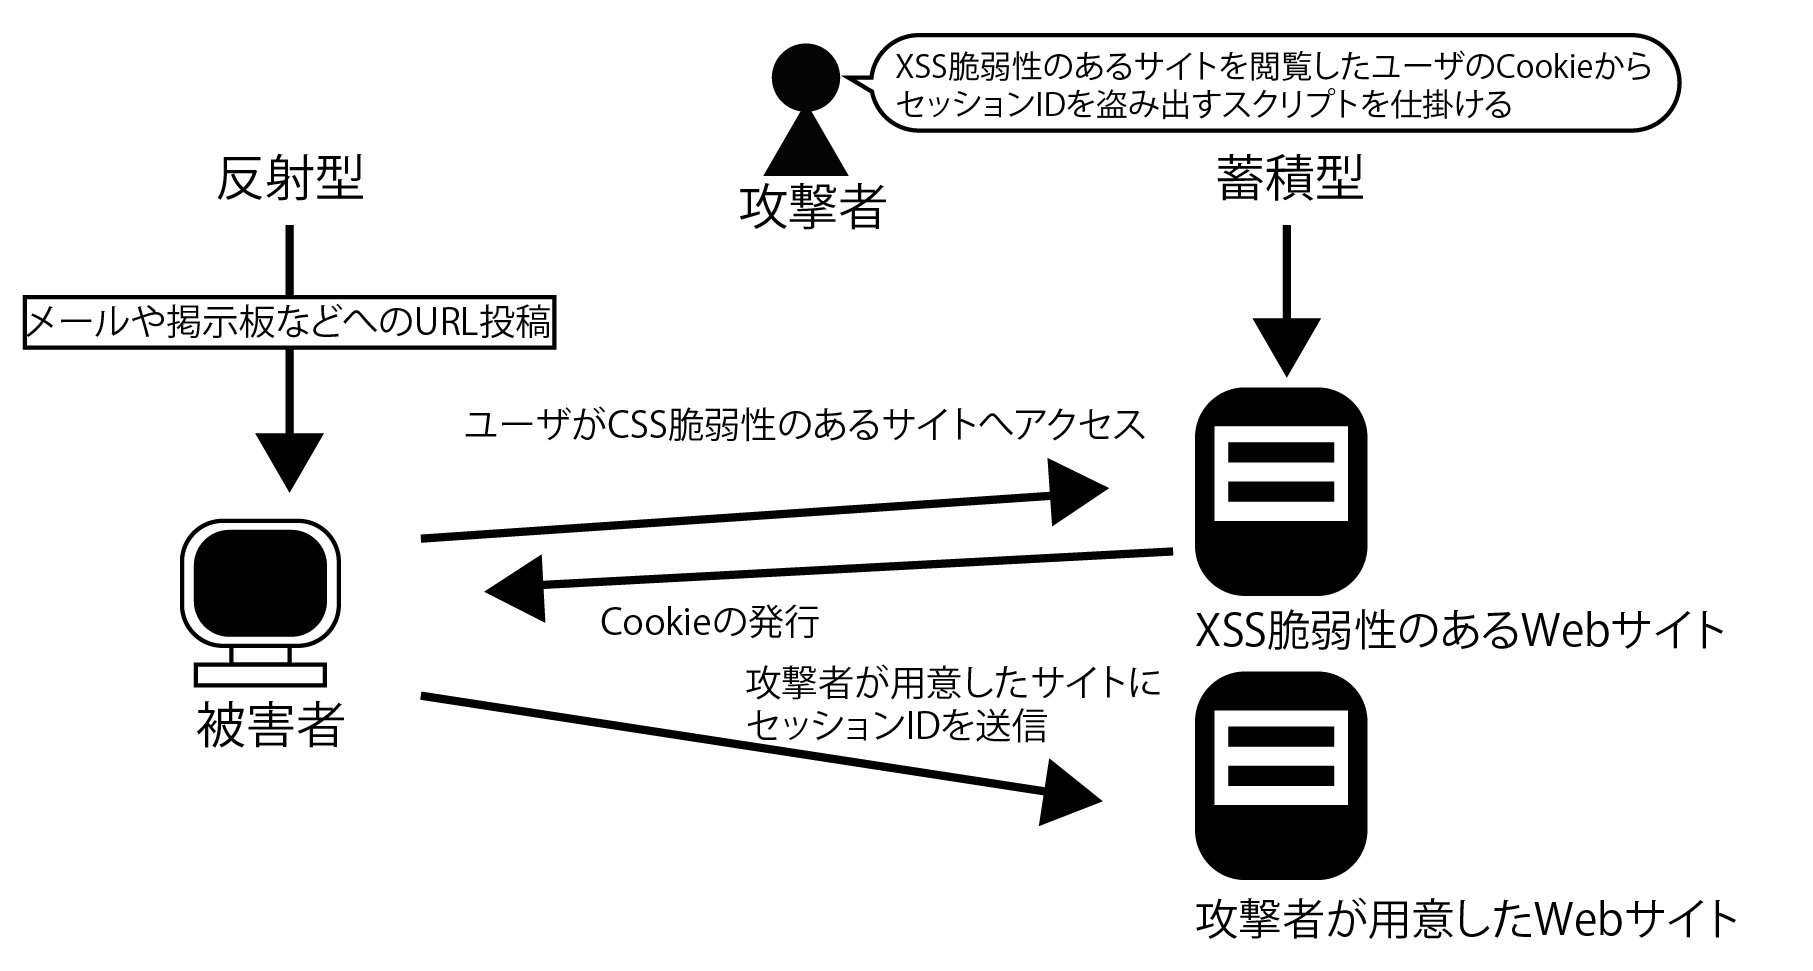 XSS脆弱性のあるサイトを閲覧したユーザのCookieから
セッションIDを盗み出すスクリプトを仕掛ける
反射型
攻撃者
蓄積型
メールや掲示板などへのURL投稿
ユーザがCSS脆弱性のあるサイトへアクセス
Cookieの発行
XSS脆弱性のあるWebサイト
攻撃者が用意したサイトに
セッションIDを送信
被害者
攻撃者が用意したWebサイト